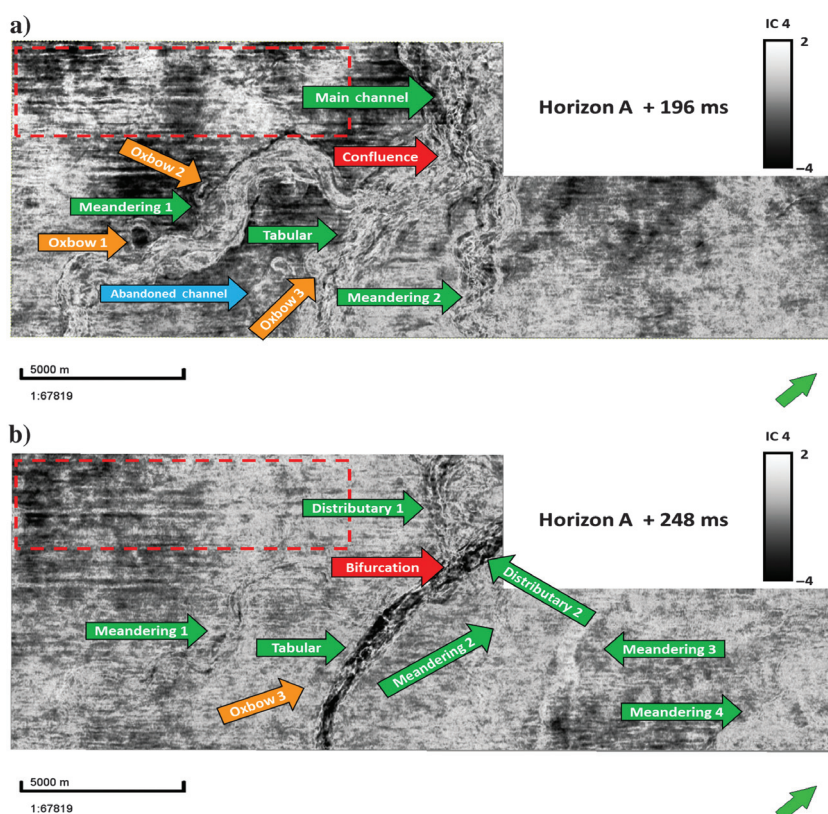 a)
IC 4
2
−4
Main channel
Horizon A + 196 ms
Confluence
Oxbow 2
Meandering 1
Oxbow 1
Tabular
Abandoned channel
Oxbow 3
Meandering 2
5000 m
1:67819
b)
IC 4
2
−4
Distributary 1
Horizon A + 248 ms
Bifurcation
Distributary 2
Meandering 1
Tabular
Meandering 2
Meandering 3
Oxbow 3
Meandering 4
5000 m
1:67819